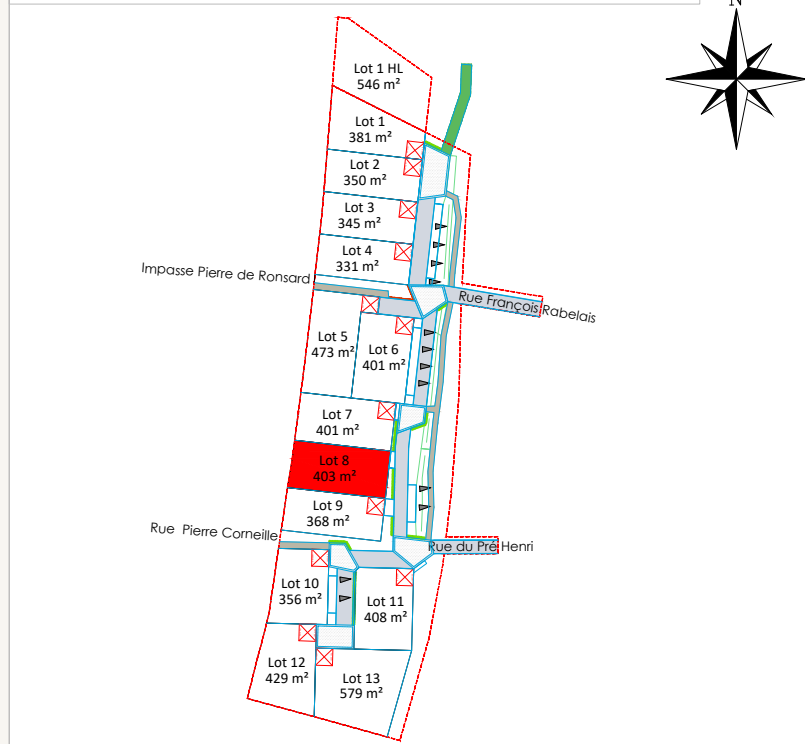 N
Lot 1 HL
546 m²
Lot 1
381 m²
Lot 2
350 m²
Lot 3
345 m²
Lot 4
331 m²
Impasse Pierre de Ronsard
Rue François Rabelais
Lot 5
473 m²
Lot 6
401 m²
Lot 7
401 m²
Lot 8
403 m²
Lot 9
368 m²
Rue Pierre Corneille
Rue du Pré Henri
Lot 10
356 m²
Lot 11
408 m²
Lot 12
429 m²
Lot 13
579 m²